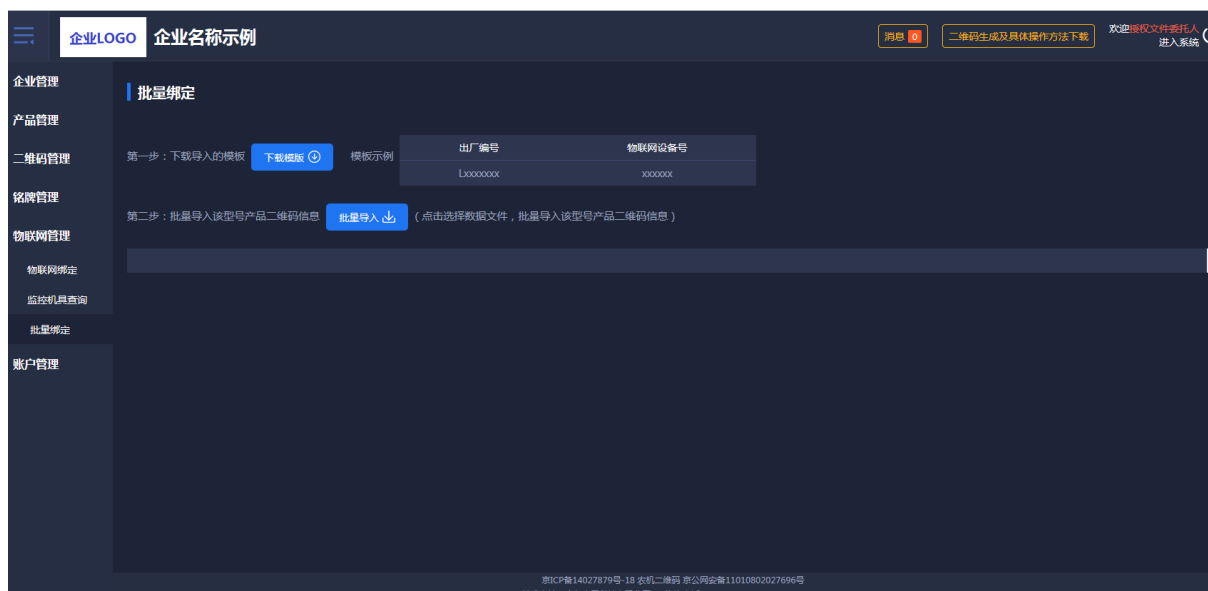 企业LOGO 企业名称示例 消息 0 二维码生成及具体操作方法下载 欢迎授权文件委托人
进入系统
企业管理
批量绑定
产品管理
出厂编号 物联网设备号
二维码管理
第一步：下载导入的模板 下载模版 模板示例
Lxxxxxxx xxxxxx
铭牌管理
第二步：批量导入该型号产品二维码信息 批量导入 （点击选择数据文件，批量导入该型号产品二维码信息）
物联网管理
物联网绑定
监控机具查询
批量绑定
账户管理
京ICP备14027879号-18 农机二维码 京公网安备11010802027696号